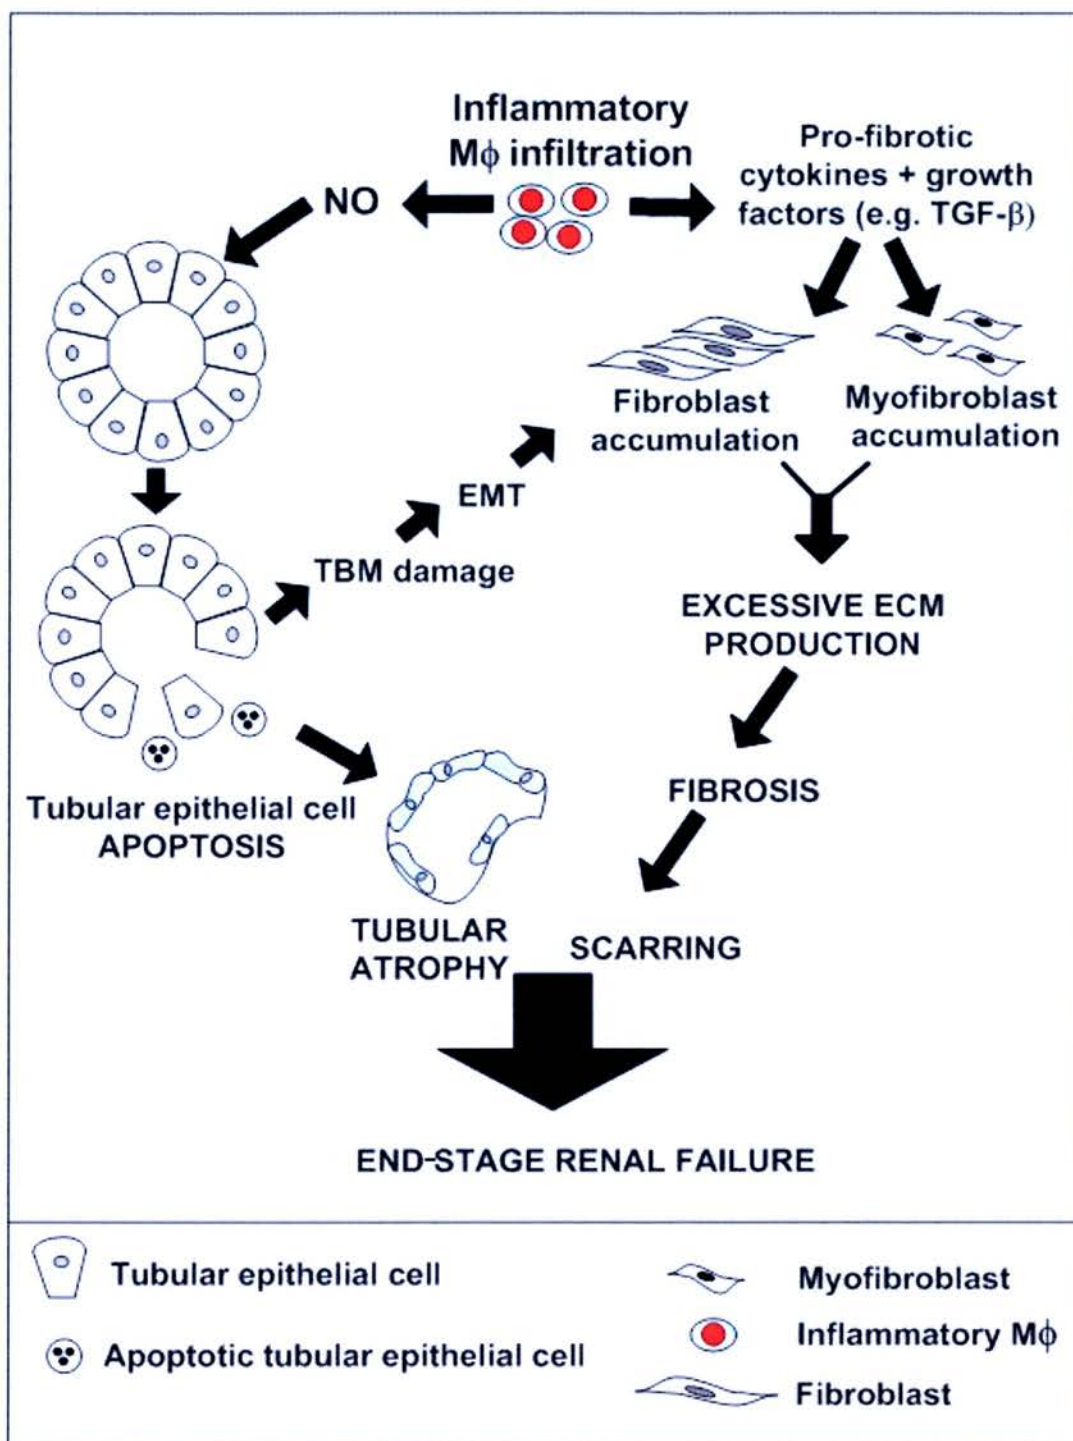 Inflammatory
Mϕ infiltration
Pro-fibrotic
cytokines + growth
factors (e.g. TGF-β)
NO
Fibroblast
accumulation
Myofibroblast
accumulation
EMT
TBM damage
EXCESSIVE ECM
PRODUCTION
FIBROSIS
Tubular epithelial cell
APOPTOSIS
TUBULAR
ATROPHY
SCARRING
END-STAGE RENAL FAILURE
Tubular epithelial cell
Apoptotic tubular epithelial cell
Myofibroblast
Inflammatory Mϕ
Fibroblast